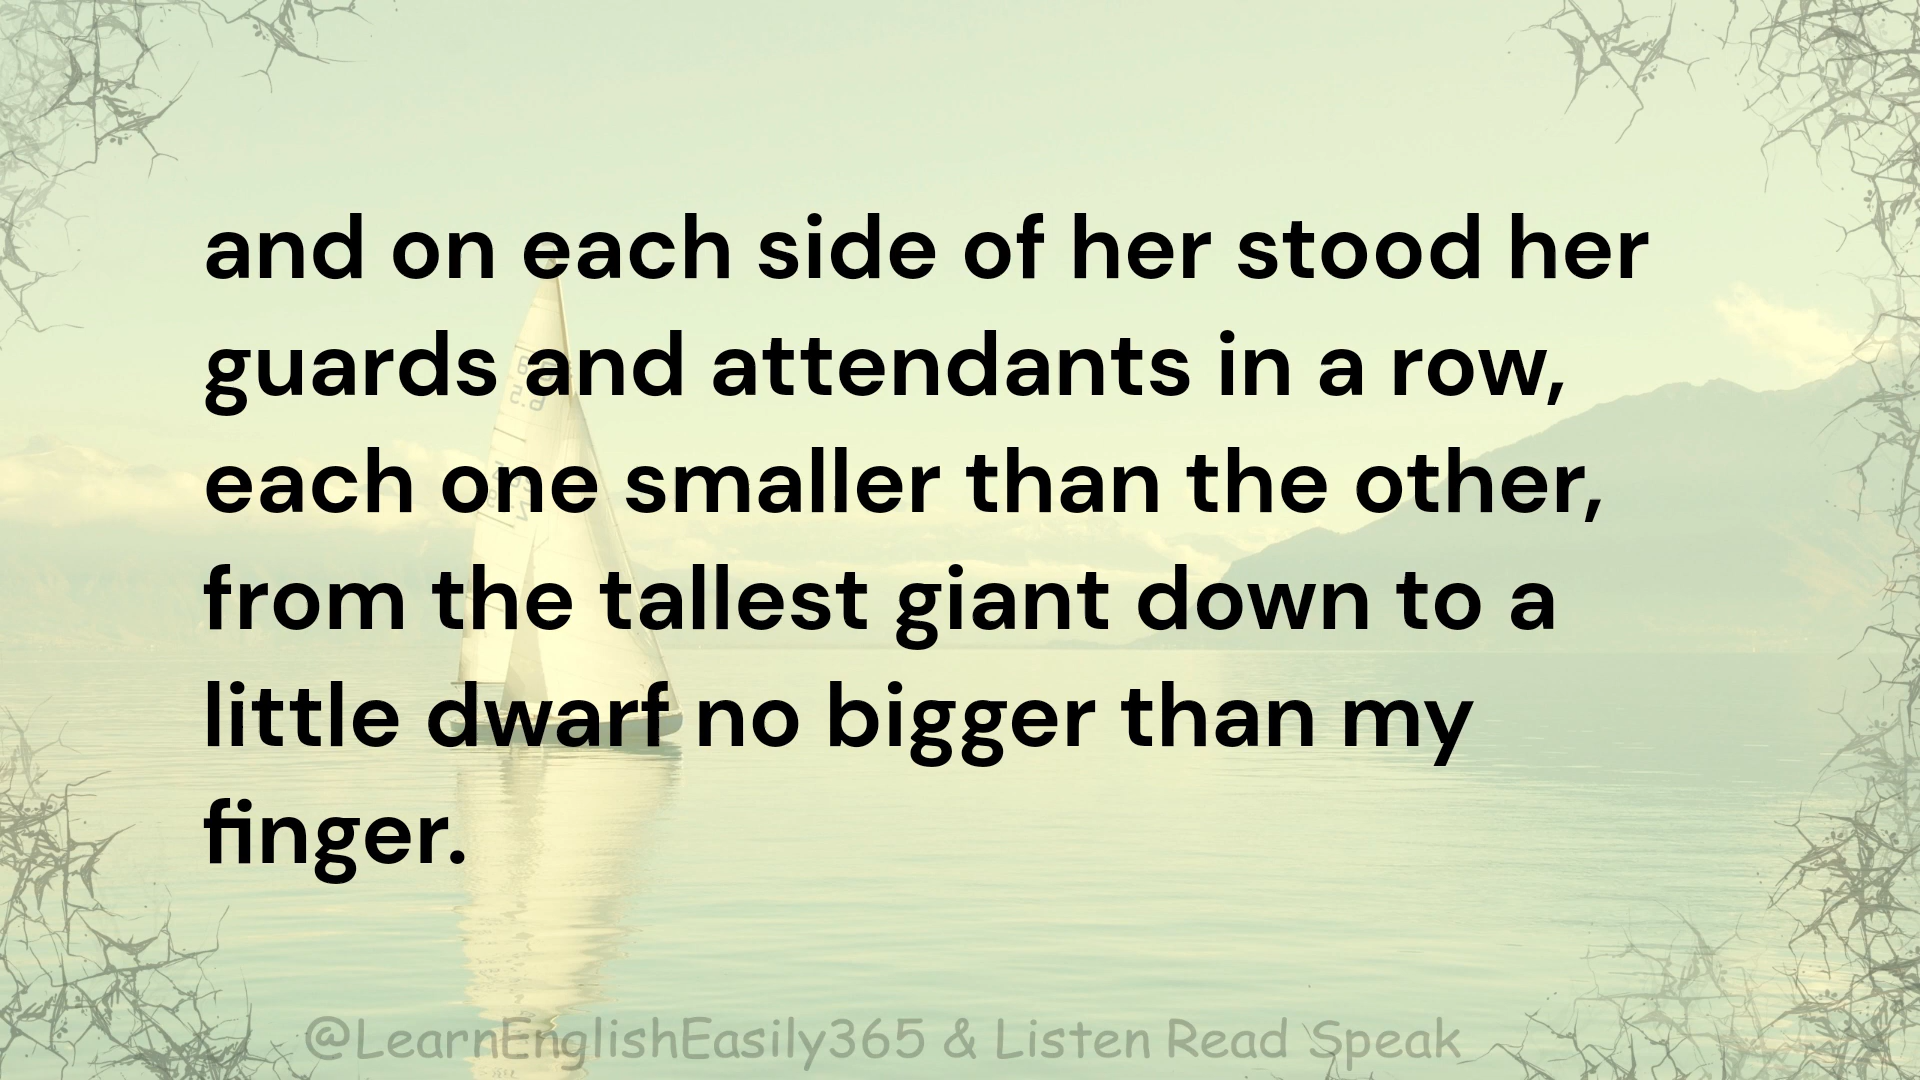 and on each side of her stood her
guards and attendants in a row,
each one smaller than the other,
from the tallest giant down to a
little dwarf no bigger than my
finger.
@LearnEnglishEasily365 & Listen Read Speak